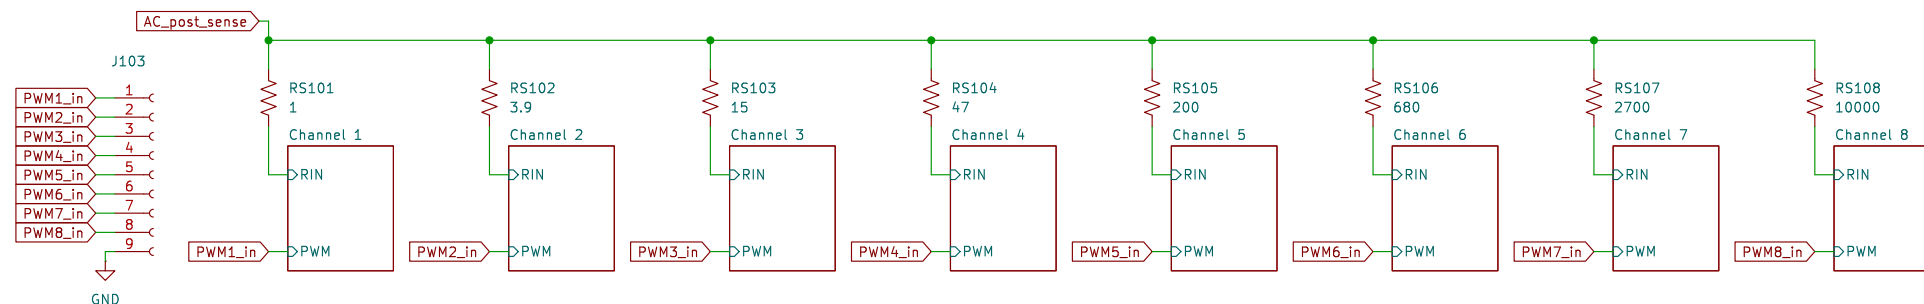 AC_post_sense
J103
PWM1_in 1
PWM2_in 2
PWM3_in 3
PWM4_in 4
PWM5_in 5
PWM6_in 6
PWM7_in 7
PWM8_in 8
9
GND
RS101
1
Channel 1
RIN
PWM1_in PWM
RS102
3.9
Channel 2
RIN
PWM2_in PWM
RS103
15
Channel 3
RIN
PWM3_in PWM
RS104
47
Channel 4
RIN
PWM4_in PWM
RS105
200
Channel 5
RIN
PWM5_in PWM
RS106
680
Channel 6
RIN
PWM6_in PWM
RS107
2700
Channel 7
RIN
PWM7_in PWM
RS108
10000
Channel 8
RIN
PWM8_in PWM